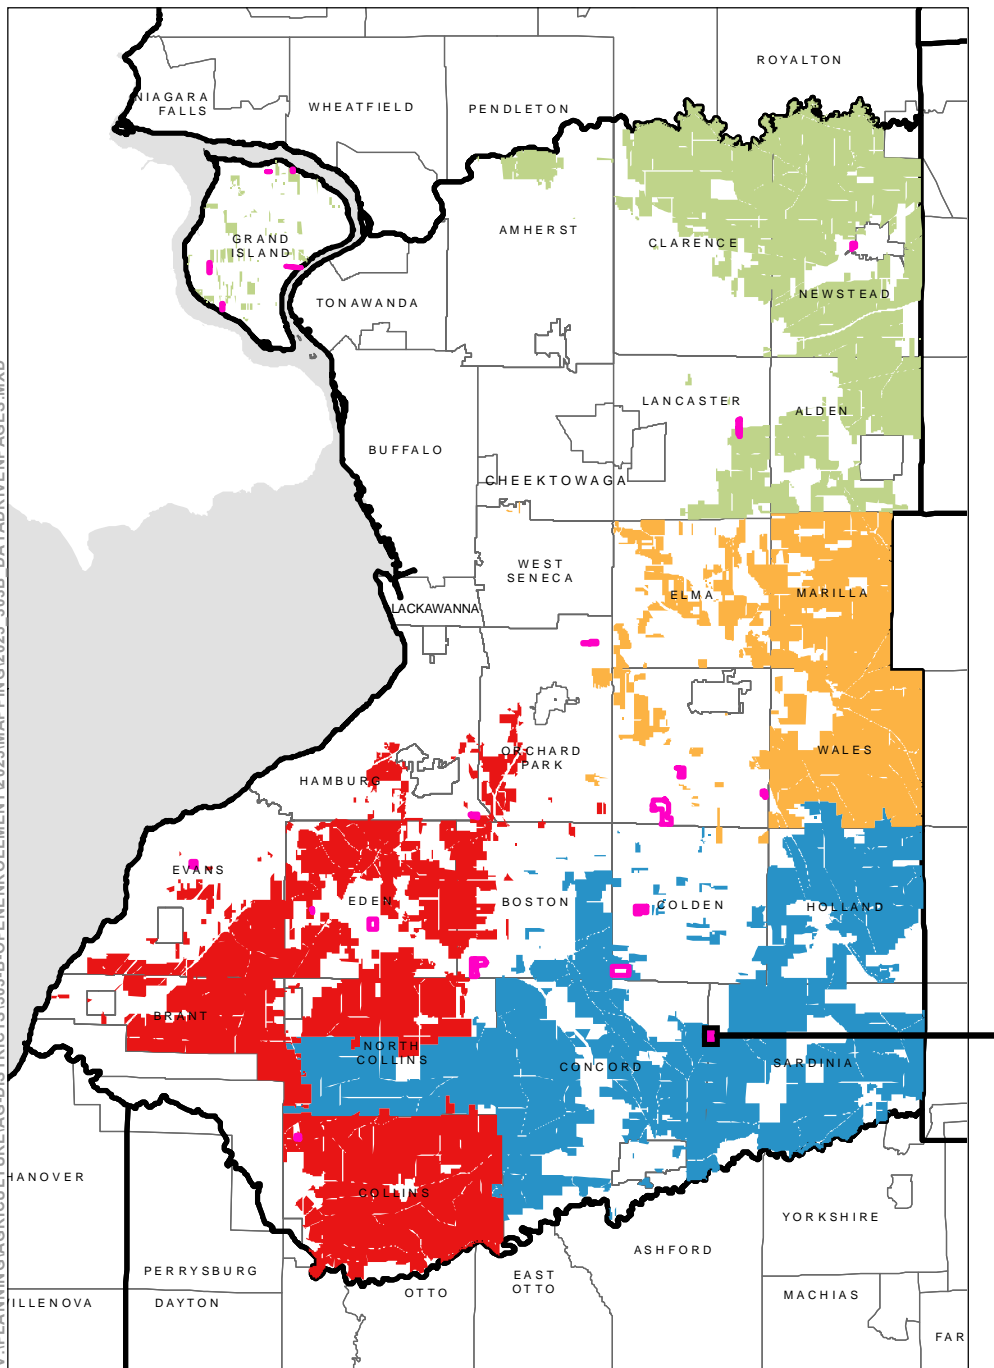 ROYALTON
NIAGARA
FALLS
WHEATFIELD
PENDLETON
GRAND
ISLAND
AMHERST
CLARENCE
NEWSTEAD
TONAWANDA
LANCASTER
ALDEN
BUFFALO
CHEEKTOWAGA
WEST
SENECA
ELMA
MARILLA
LACKAWANNA
ORCHARD
PARK
WALES
HAMBURG
EVANS
EDEN
BOSTON
COLDEN
HOLLAND
BRANT
NORTH
COLLINS
CONCORD
SARDINIA
HANOVER
COLLINS
YORKSHIRE
ASHFORD
PERRYSBURG
EAST
OTTO
OTTO
MACHIAS
ILLENOVA
DAYTON
FAR